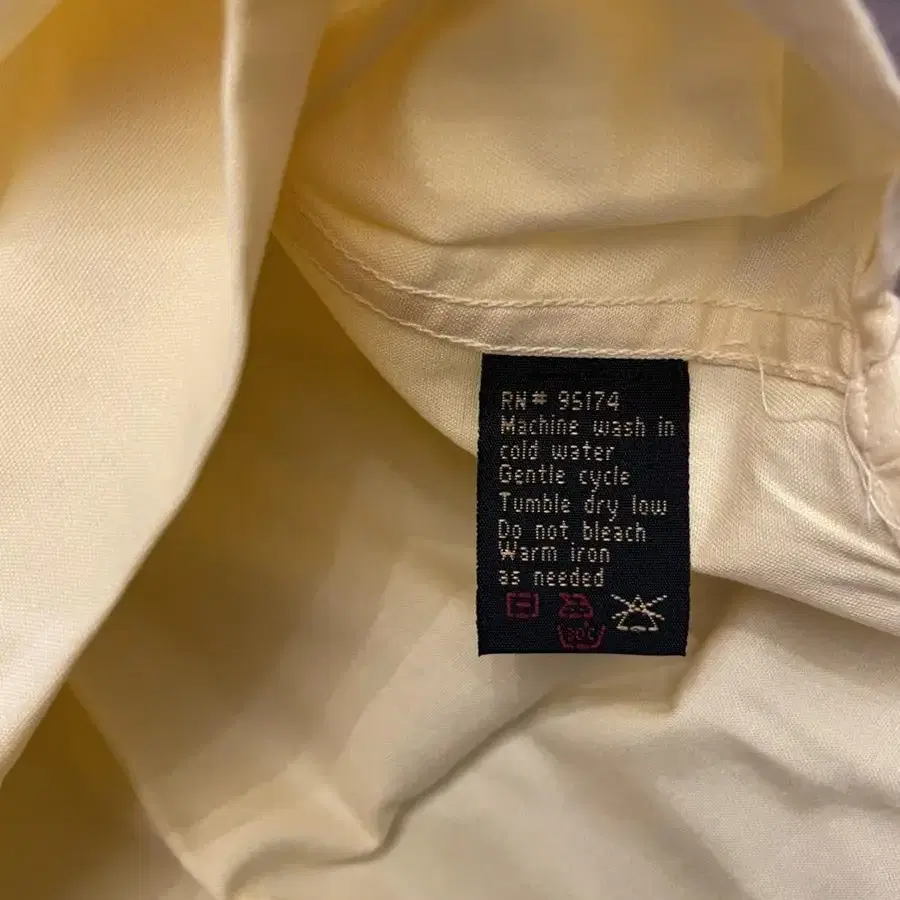 RN# 95174
Machine wash in
cold water
Gentle cycle
Tumble dry low
Do not bleach
Warm iron
as needed
30°C